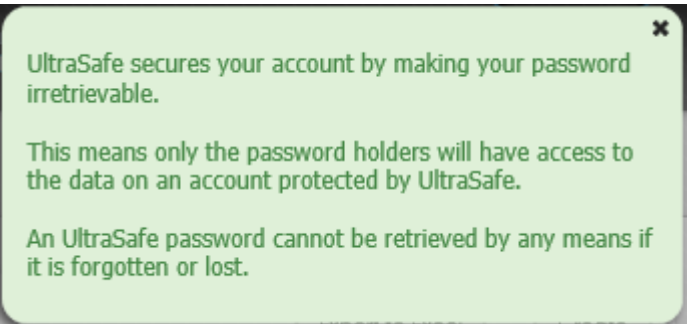 UltraSafe secures your account by making your password
irretrievable.
This means only the password holders will have access to
the data on an account protected by UltraSafe.
An UltraSafe password cannot be retrieved by any means if
it is forgotten or lost.